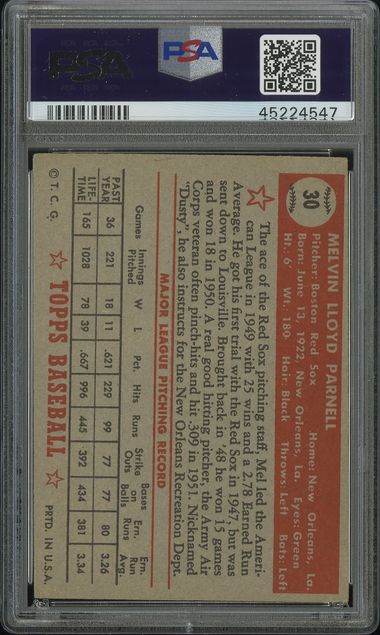 PSA
PSA
45224547
30
MELVIN LLOYD PARNELL
Pitcher: Boston Red Sox Home: New Orleans, La.
Born: June 13, 1922, New Orleans, La. Eyes: Green
Ht.: 6' Wt.: 180 Hair: Black Throws: Left Bats: Left
The ace of the Red Sox pitching staff, Mel led the Ameri-
can League in 1949 with 25 wins and a 2.78 Earned Run
Average. He got his first trial with the Red Sox in 1947, but was
sent down to Louisville. Brought back in '48 he won 15 games
and won 18 in 1950. A real good hitting pitcher, the Army Air
Corps veteran often pinch-hits and hit .309 in 1951. Nicknamed
"Dusty", he also instructs for the New Orleans Recreation Dept.
MAJOR LEAGUE PITCHING RECORD
Games Innings Pitched W L Pct. Hits Runs Strike Outs Bases on Balls Ern. Runs Ern. Run Av.
PAST YEAR 36 221 18 11 .621 229 99 77 77 80 3.26
LIFE-TIME 165 1028 78 39 .667 996 445 392 434 381 3.34
© T. C. G. TOPPS BASEBALL PRTD. IN U.S.A.